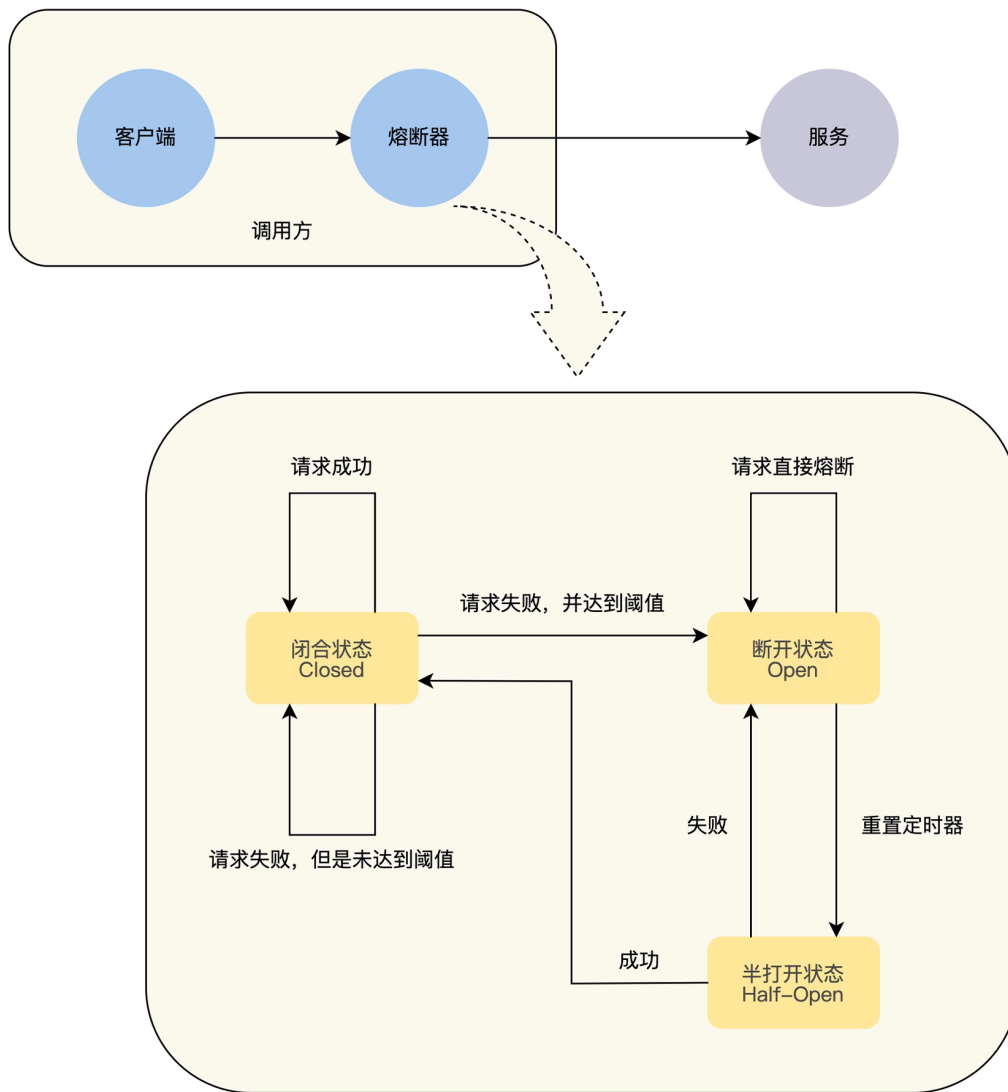 客户端
熔断器
服务
调用方
请求成功
请求直接熔断
请求失败，并达到阈值
闭合状态
Closed
断开状态
Open
失败
重置定时器
请求失败，但是未达到阈值
成功
半打开状态
Half-Open